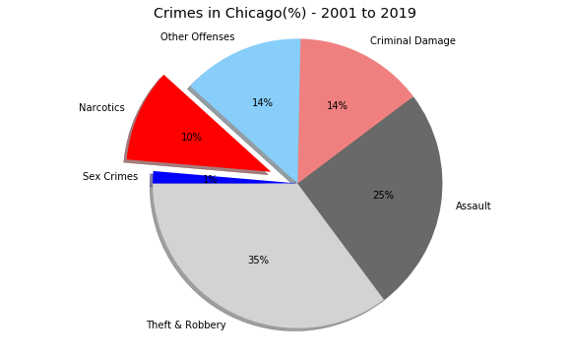 Crimes in Chicago(%) - 2001 to 2019
Other Offenses
Criminal Damage
14%
14%
Narcotics
10%
Sex Crimes
1%
25%
Assault
35%
Theft & Robbery